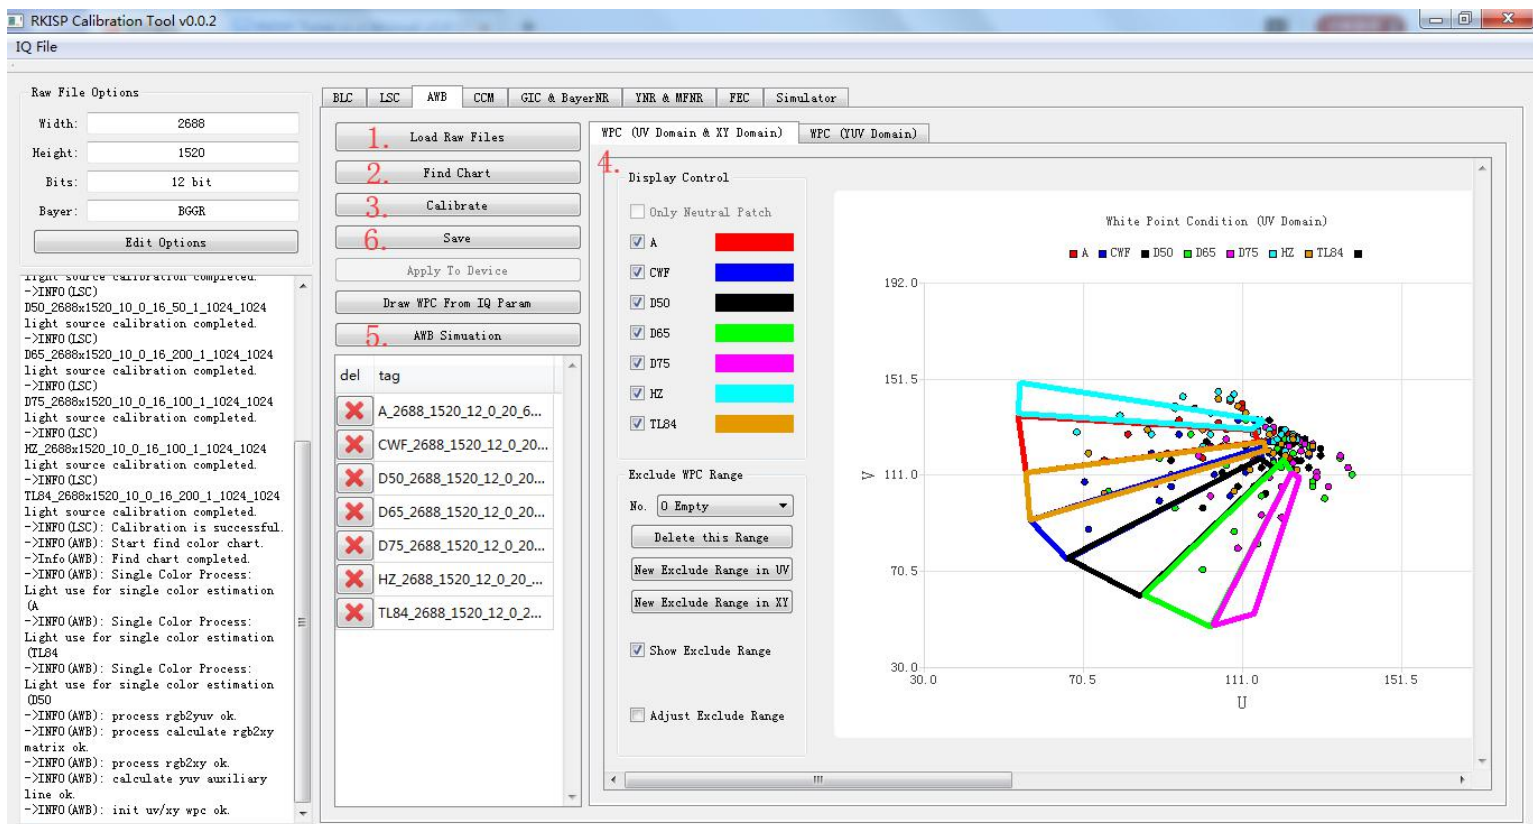 RKISP Calibration Tool v0.0.2
IQ File
Raw File Options
Width: 2688
Height: 1520
Bits: 12 bit
Bayer: BGGR
Edit Options
light source calibration completed.
->INFO(LSC)
D50_2688x1520_10_0_16_50_1_1024_1024
light source calibration completed.
->INFO(LSC)
D65_2688x1520_10_0_16_200_1_1024_1024
light source calibration completed.
->INFO(LSC)
D75_2688x1520_10_0_16_100_1_1024_1024
light source calibration completed.
->INFO(LSC)
HZ_2688x1520_10_0_16_100_1_1024_1024
light source calibration completed.
->INFO(LSC)
TL84_2688x1520_10_0_16_200_1_1024_1024
light source calibration completed.
->INFO(LSC): Calibration is successful.
->INFO(AWB): Start find color chart.
->Info(AWB): Find chart completed.
->INFO(AWB): Single Color Process:
Light use for single color estimation
(A
->INFO(AWB): Single Color Process:
Light use for single color estimation
(TL84
->INFO(AWB): Single Color Process:
Light use for single color estimation
(D50
->INFO(AWB): process rgb2yuv ok.
->INFO(AWB): process calculate rgb2xy
matrix ok.
->INFO(AWB): process rgb2xy ok.
->INFO(AWB): calculate yuv auxiliary
line ok.
->INFO(AWB): init uv/xy wpc ok.
BLC LSC AWB CCM GIC & BayerNR YNR & MFNR FEC Simulator
1. Load Raw Files
2. Find Chart
3. Calibrate
6. Save
Apply To Device
Draw WPC From IQ Param
5. AWB Simuation
del tag
A_2688_1520_12_0_20_6...
CWF_2688_1520_12_0_20...
D50_2688_1520_12_0_20...
D65_2688_1520_12_0_20...
D75_2688_1520_12_0_20...
HZ_2688_1520_12_0_20_...
TL84_2688_1520_12_0_2...
WPC (UV Domain & XY Domain) WPC (YUV Domain)
4.
Display Control
Only Neutral Patch
A
CWF
D50
D65
D75
HZ
TL84
Exclude WPC Range
No. 0 Empty
Delete this Range
New Exclude Range in UV
New Exclude Range in XY
Show Exclude Range
Adjust Exclude Range
White Point Condition (UV Domain)
A CWF D50 D65 D75 HZ TL84
192.0
151.5
V 111.0
70.5
30.0
30.0 70.5 111.0 151.5
U